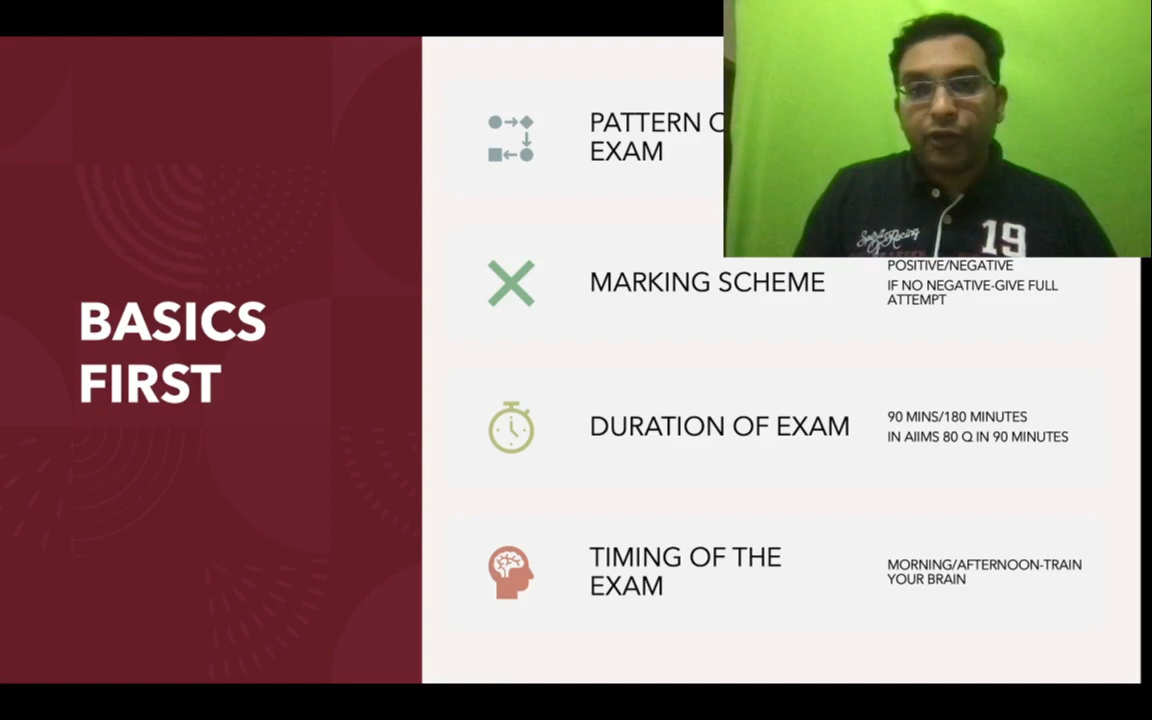 BASICS
FIRST
PATTERN O
EXAM
MARKING SCHEME
POSITIVE/NEGATIVE
IF NO NEGATIVE-GIVE FULL
ATTEMPT
DURATION OF EXAM
90 MINS/180 MINUTES
IN AIIMS 80 Q IN 90 MINUTES
TIMING OF THE
EXAM
MORNING/AFTERNOON-TRAIN
YOUR BRAIN
19